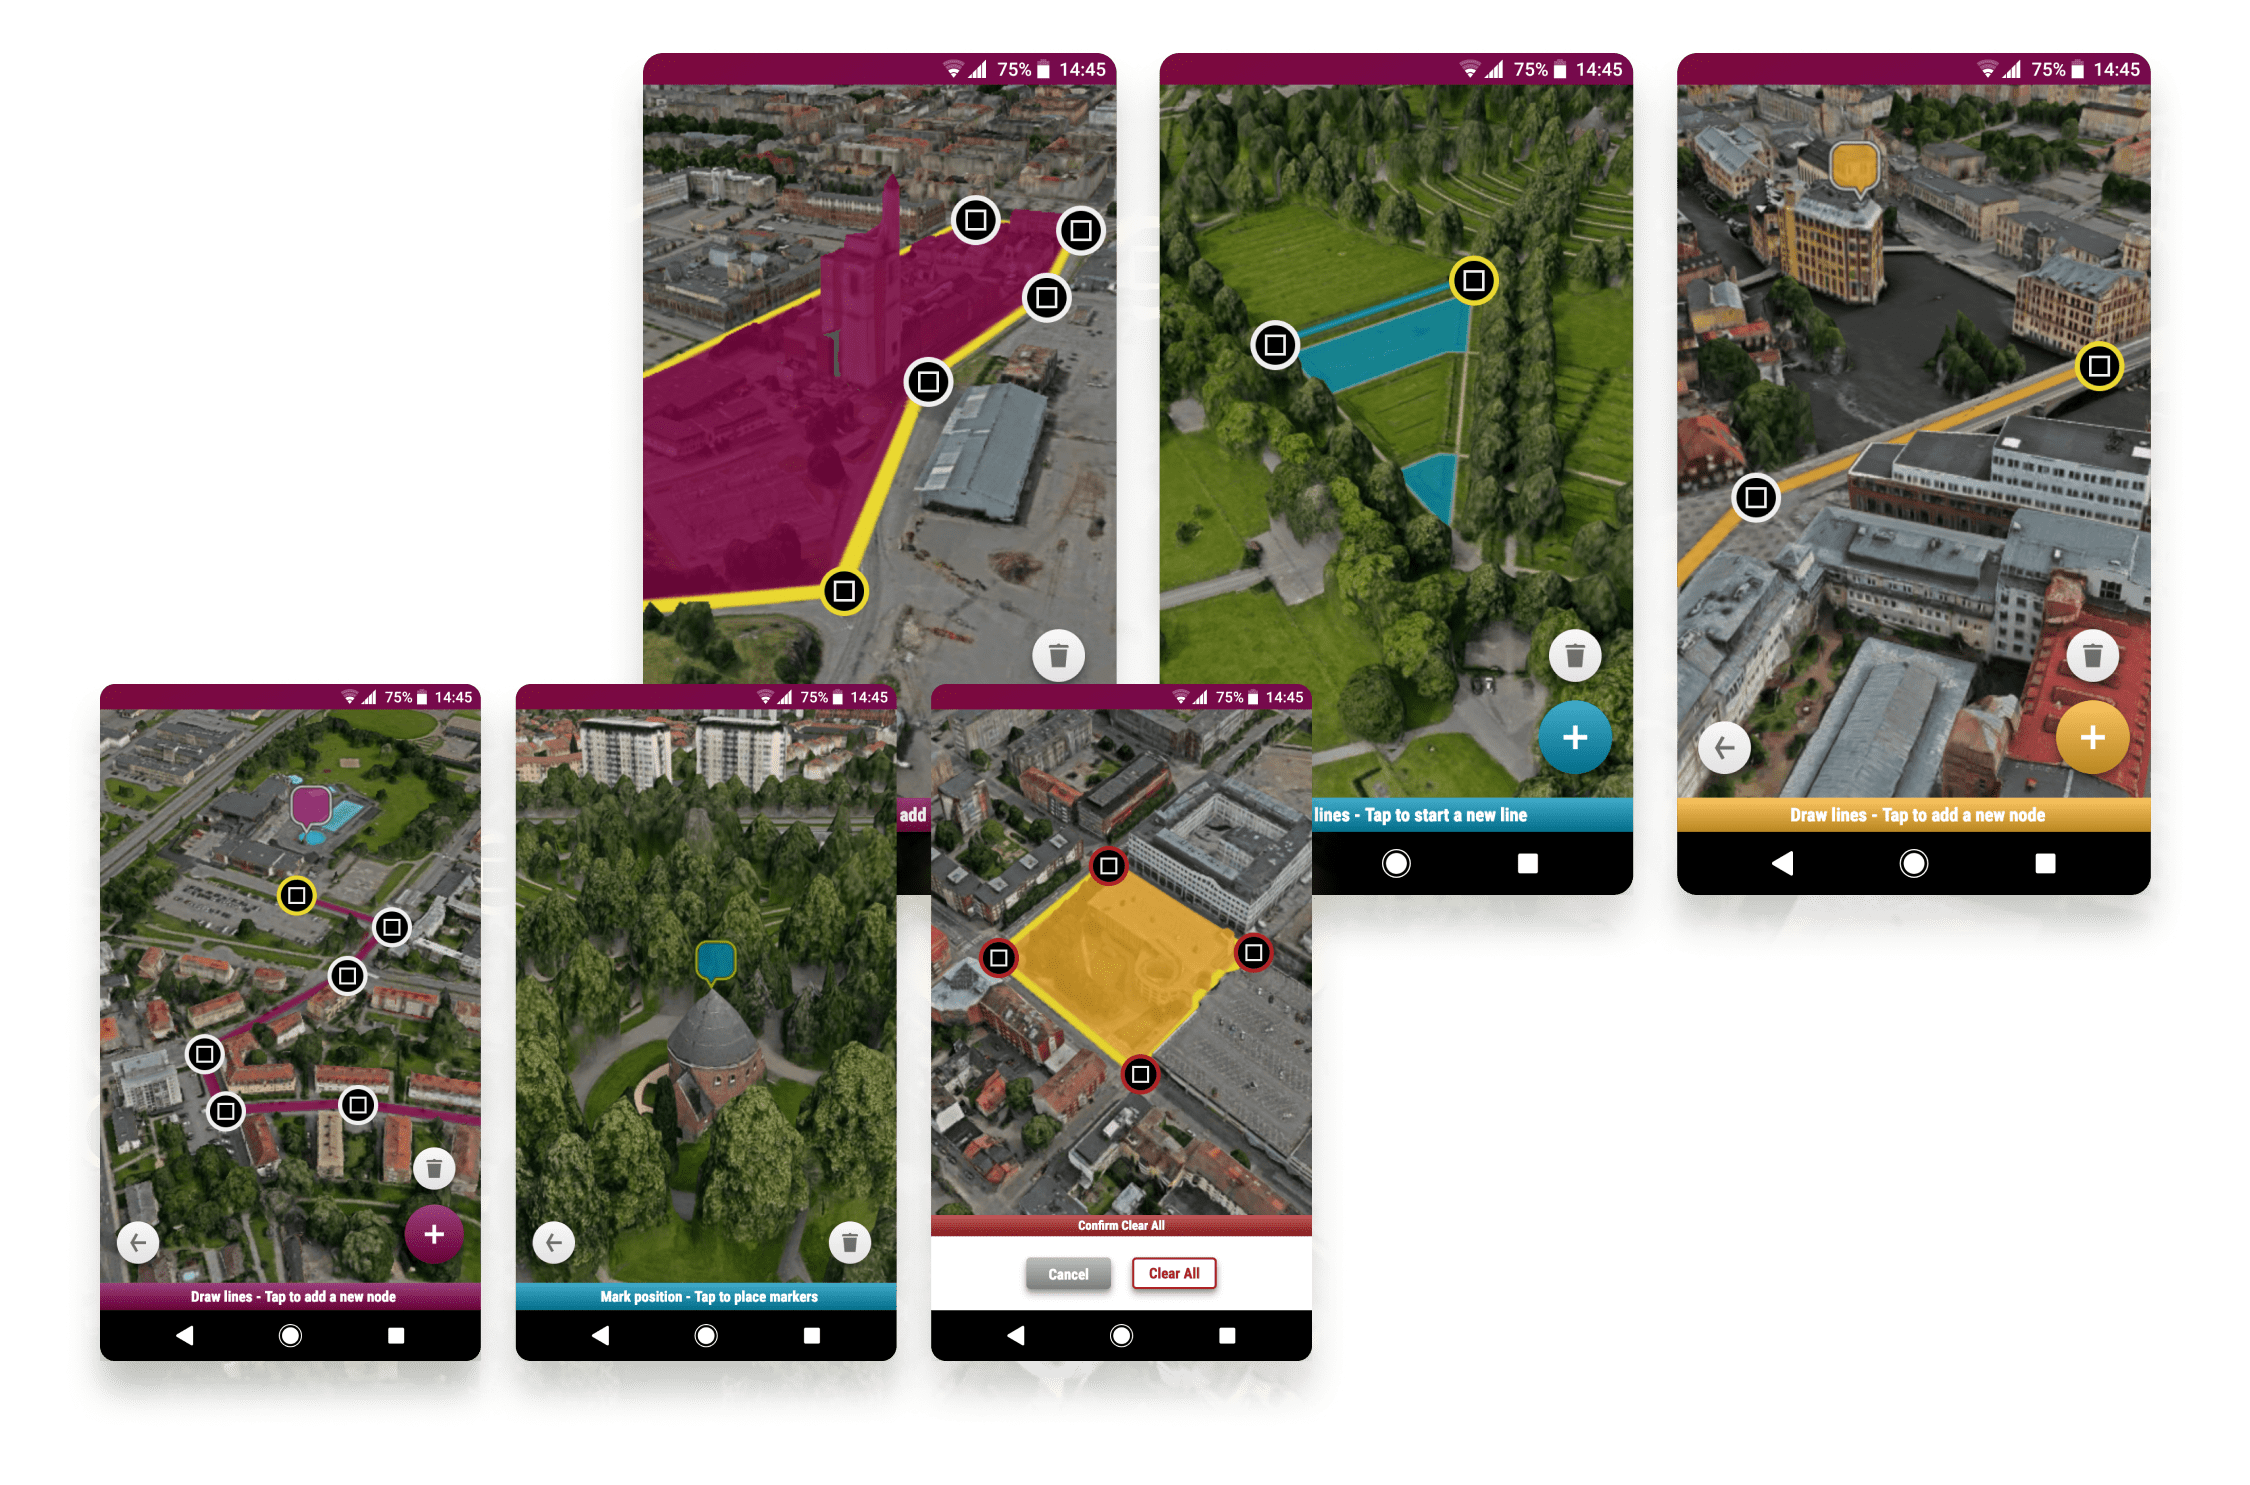 75% 14:45
75% 14:45
75% 14:45
add
lines - Tap to start a new line
Draw lines - Tap to add a new node
75% 14:45
75% 14:45
75% 14:45
Draw lines - Tap to add a new node
Mark position - Tap to place markers
Confirm Clear All
Cancel
Clear All